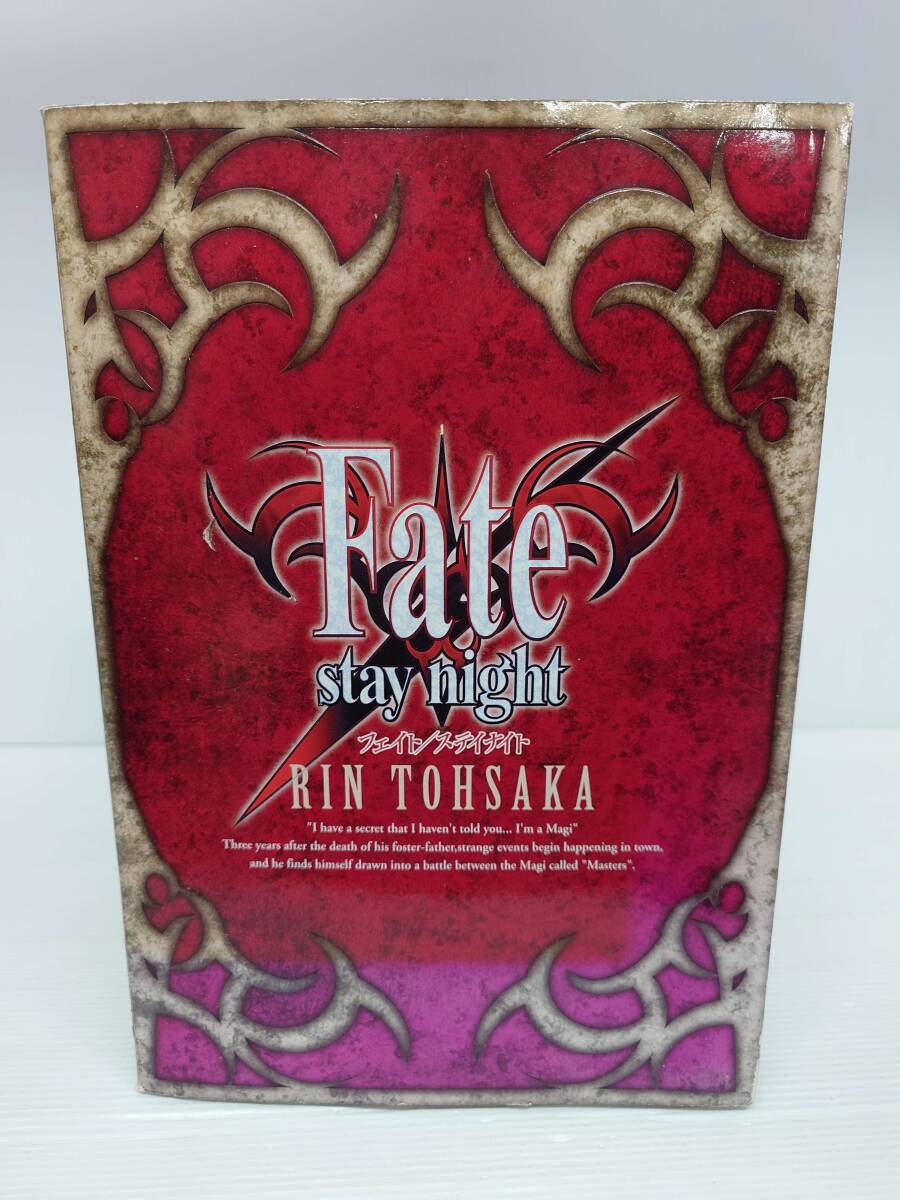 Fate
stay night
フェイト/ステイナイト
RIN TOHSAKA
"I have a secret that I haven't told you... I'm a Magi"
Three years after the death of his foster-father,strange events begin happening in town,
and he finds himself drawn into a battle between the Magi called "Masters".